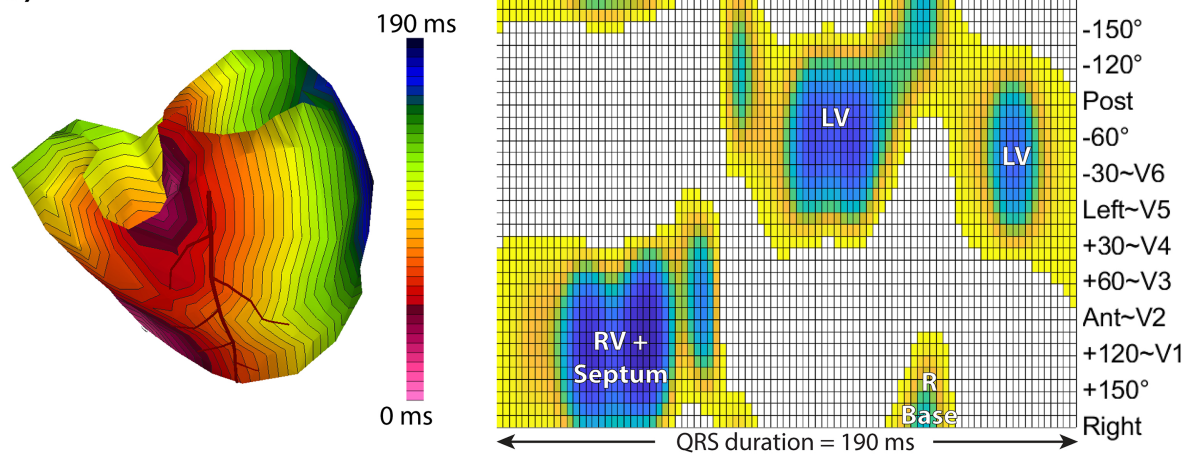 190 ms
0 ms
LV
LV
RV +
Septum
R
Base
-150°
-120°
Post
-60°
-30~V6
Left~V5
+30~V4
+60~V3
Ant~V2
+120~V1
+150°
Right
QRS duration = 190 ms